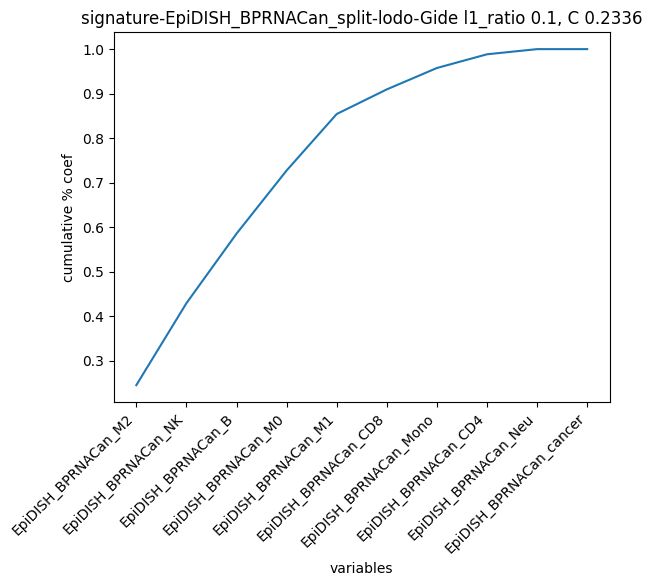 signature-EpiDISH_BPRNACan_split-lodo-Gide l1_ratio 0.1, C 0.2336
1.0
0.9
0.8
0.7
0.6
0.5
0.4
0.3
cumulative % coef
EpiDISH_BPRNACan_M2
EpiDISH_BPRNACan_NK
EpiDISH_BPRNACan_B
EpiDISH_BPRNACan_M0
EpiDISH_BPRNACan_M1
EpiDISH_BPRNACan_CD8
EpiDISH_BPRNACan_Mono
EpiDISH_BPRNACan_CD4
EpiDISH_BPRNACan_Neu
EpiDISH_BPRNACan_cancer
variables